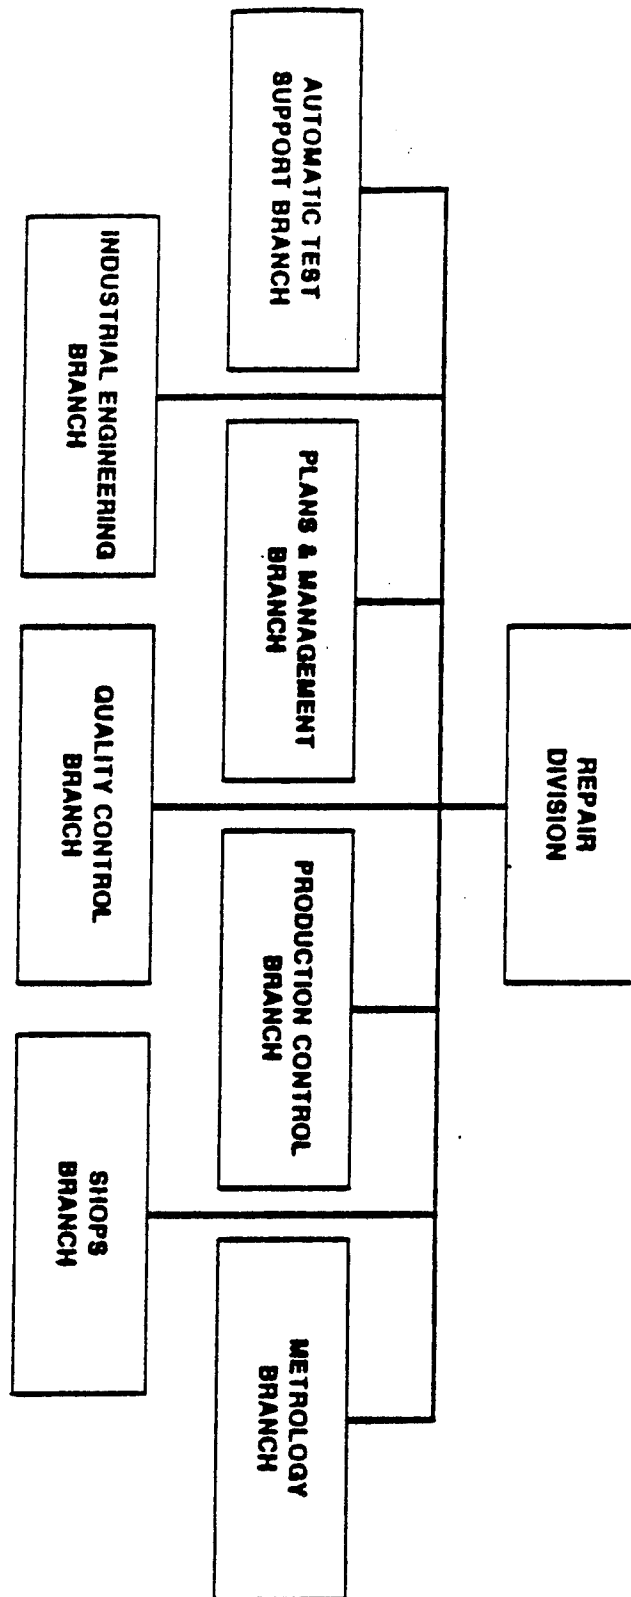 REPAIR
DIVISION
AUTOMATIC TEST
SUPPORT BRANCH
PLANS & MANAGEMENT
BRANCH
PRODUCTION CONTROL
BRANCH
METROLOGY
BRANCH
INDUSTRIAL ENGINEERING
BRANCH
QUALITY CONTROL
BRANCH
SHOPS
BRANCH